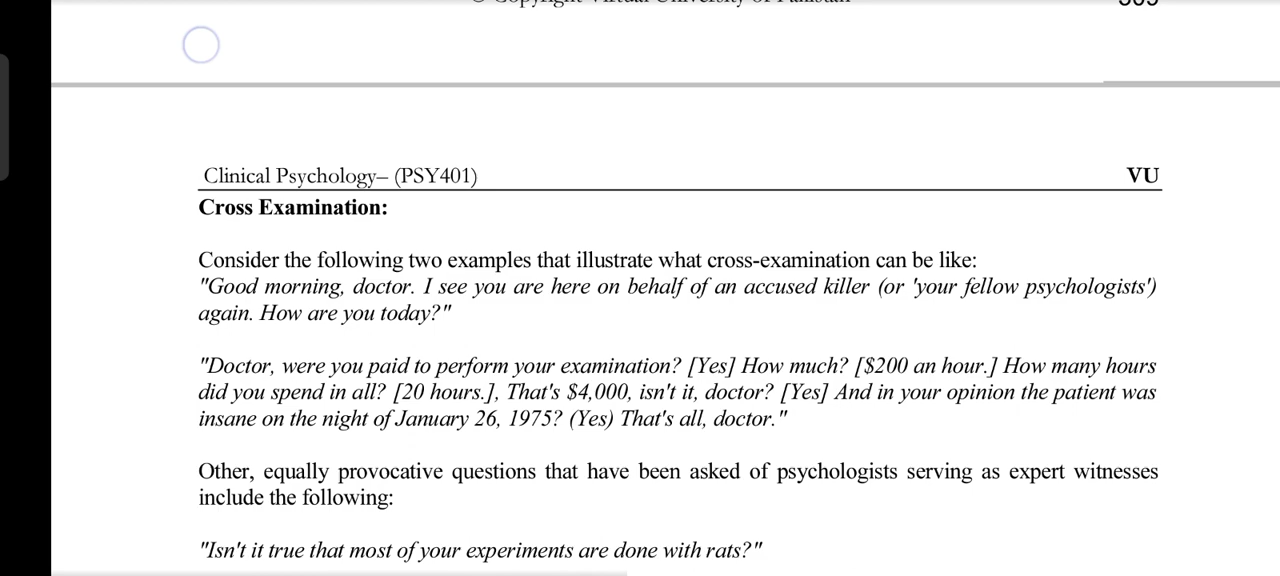 Clinical Psychology– (PSY401) VU
Cross Examination:
Consider the following two examples that illustrate what cross-examination can be like:
"Good morning, doctor. I see you are here on behalf of an accused killer (or 'your fellow psychologists')
again. How are you today?"
"Doctor, were you paid to perform your examination? [Yes] How much? [$200 an hour.] How many hours
did you spend in all? [20 hours.], That's $4,000, isn't it, doctor? [Yes] And in your opinion the patient was
insane on the night of January 26, 1975? (Yes) That's all, doctor."
Other, equally provocative questions that have been asked of psychologists serving as expert witnesses
include the following:
"Isn't it true that most of your experiments are done with rats?"